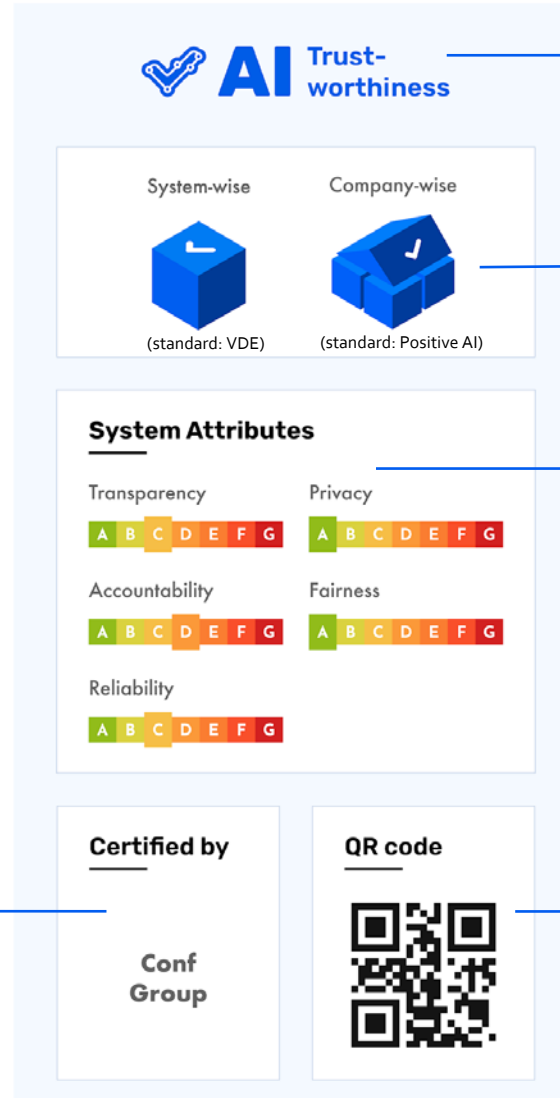 AI Trust-
worthiness
System-wise Company-wise
(standard: VDE) (standard: Positive AI)
System Attributes
Transparency Privacy
A B C D E F G A B C D E F G
Accountability Fairness
A B C D E F G A B C D E F G
Reliability
A B C D E F G
Certified by QR code
Conf
Group